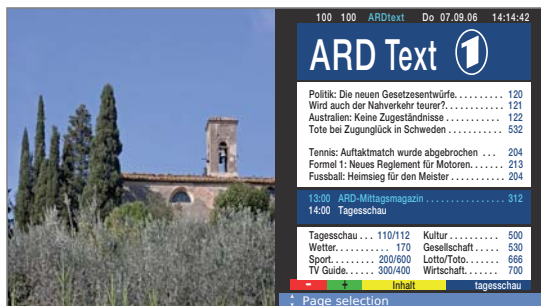 100 100 ARDtext Do 07.09.06 14:14:42
ARD Text 1
Politik: Die neuen Gesetzesentwürfe. . . . . . . . . . 120
Wird auch der Nahverkehr teurer?. . . . . . . . . . . . 121
Australien: Keine Zugeständnisse . . . . . . . . . . . . 122
Tote bei Zugunglück in Schweden . . . . . . . . . . . 532
Tennis: Auftaktmatch wurde abgebrochen . . . 204
Formel 1: Neues Reglement für Motoren. . . . . . . 213
Fussball: Heimsieg für den Meister . . . . . . . . . . . 204
13:00 ARD-Mittagsmagazin . . . . . . . . . . . . . . . . 312
14:00 Tagesschau
Tagesschau . . . 110/112 Kultur . . . . . . . . . . 500
Wetter. . . . . . . . . . 170 Gesellschaft . . . . . 530
Sport. . . . . . . 200/600 Lotto/Toto. . . . . . . 666
TV Guide. . . . . 300/400 Wirtschaft. . . . . . . 700
- + Inhalt tagesschau
Page selection